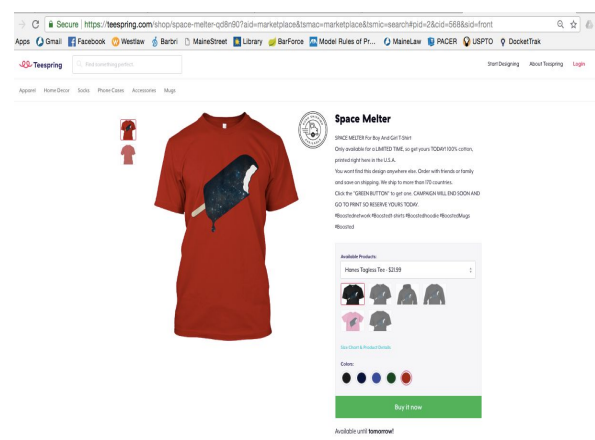 Secure | https://teespring.com/shop/space-melter-qd8n90?aid=marketplace&tsmac=marketplace&tsmic=search#pid=2&cid=568&sid=front
Apps Gmail Facebook Westlaw Barbri MaineStreet Library BarForce Model Rules of Pr... MaineLaw PACER USPTO DocketTrak
Teespring Find something perfect Start Designing About Teespring Login
Apparel Home Decor Socks Phone Cases Accessories Mugs
Space Melter
SPACE MELTER For Boy And Girl T-Shirt
Only available for a LIMITED TIME, so get yours TODAY!100% cotton,
printed right here in the U.S.A.
You wont find this design anywhere else. Order with friends or family
and save on shipping. We ship to more than 170 countries.
Click the "GREEN BUTTON" to get one. CAMPAIGN WILL END SOON AND
GO TO PRINT SO RESERVE YOURS TODAY.
#Boostednetwork #Boostedt-shirts #Boostedhoodie #BoostedMugs
#Boosted
Available Products:
Hanes Tagless Tee - $21.99
Size Chart & Product Details
Colors:
Buy it now
Available until tomorrow!